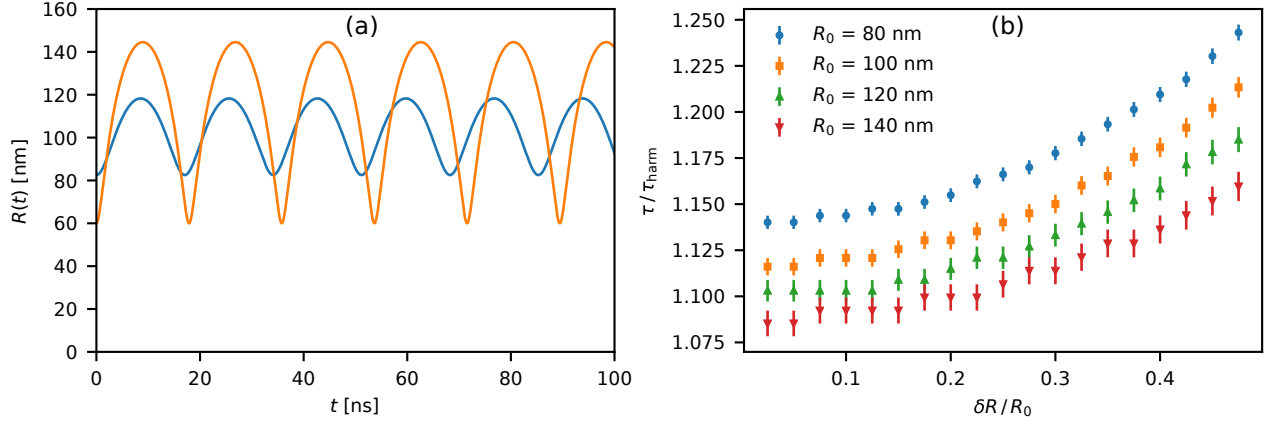 (a)
R(t) [nm]
160
140
120
100
80
60
40
20
0
0 20 40 60 80 100
t [ns]
(b)
τ / τharm
1.250
1.225
1.200
1.175
1.150
1.125
1.100
1.075
R0 = 80 nm
R0 = 100 nm
R0 = 120 nm
R0 = 140 nm
0.1 0.2 0.3 0.4
δR / R0